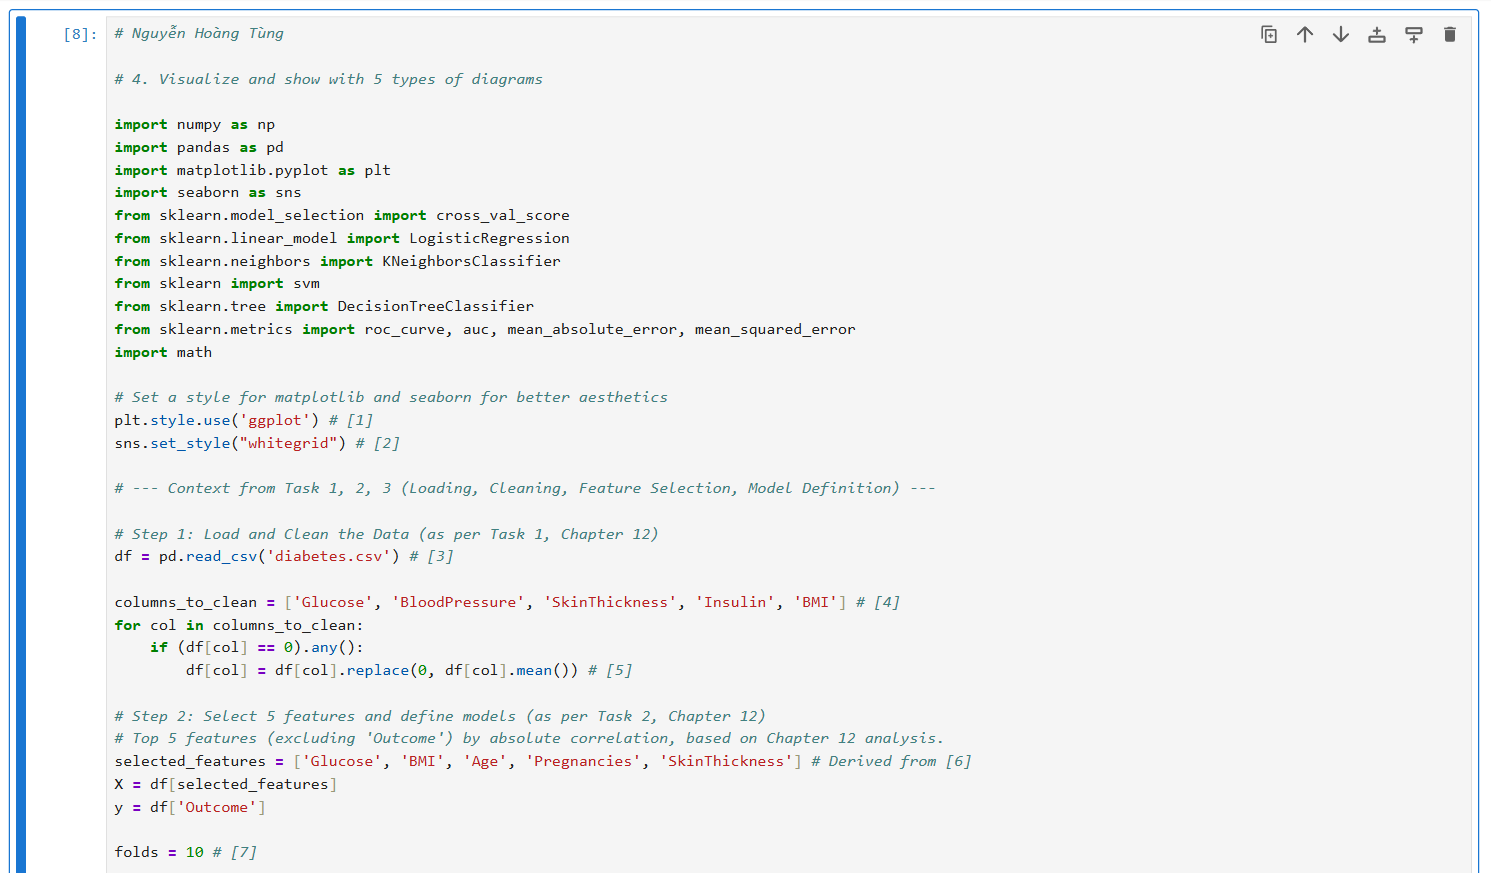 [8]: # Nguyễn Hoàng Tùng

# 4. Visualize and show with 5 types of diagrams

import numpy as np
import pandas as pd
import matplotlib.pyplot as plt
import seaborn as sns
from sklearn.model_selection import cross_val_score
from sklearn.linear_model import LogisticRegression
from sklearn.neighbors import KNeighborsClassifier
from sklearn import svm
from sklearn.tree import DecisionTreeClassifier
from sklearn.metrics import roc_curve, auc, mean_absolute_error, mean_squared_error
import math

# Set a style for matplotlib and seaborn for better aesthetics
plt.style.use('ggplot') # [1]
sns.set_style("whitegrid") # [2]

# --- Context from Task 1, 2, 3 (Loading, Cleaning, Feature Selection, Model Definition) ---

# Step 1: Load and Clean the Data (as per Task 1, Chapter 12)
df = pd.read_csv('diabetes.csv') # [3]

columns_to_clean = ['Glucose', 'BloodPressure', 'SkinThickness', 'Insulin', 'BMI'] # [4]
for col in columns_to_clean:
    if (df[col] == 0).any():
        df[col] = df[col].replace(0, df[col].mean()) # [5]

# Step 2: Select 5 features and define models (as per Task 2, Chapter 12)
# Top 5 features (excluding 'Outcome') by absolute correlation, based on Chapter 12 analysis.
selected_features = ['Glucose', 'BMI', 'Age', 'Pregnancies', 'SkinThickness'] # Derived from [6]
X = df[selected_features]
y = df['Outcome']

folds = 10 # [7]